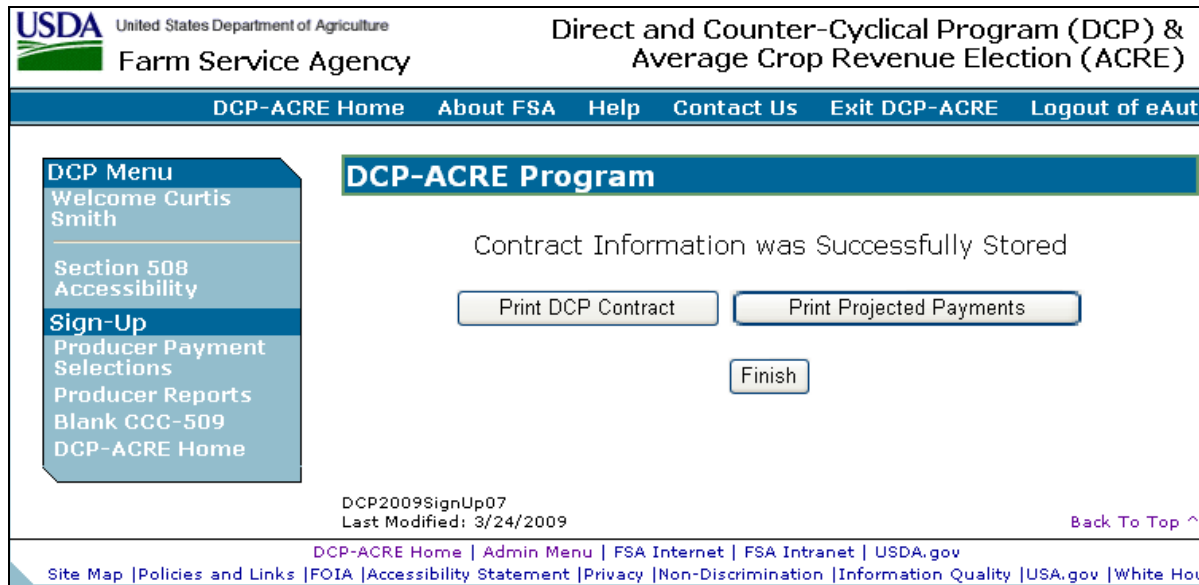 USDA United States Department of Agriculture
Farm Service Agency
Direct and Counter-Cyclical Program (DCP) &
Average Crop Revenue Election (ACRE)
DCP-ACRE Home About FSA Help Contact Us Exit DCP-ACRE Logout of eAut
DCP Menu
Welcome Curtis
Smith
Section 508
Accessibility
Sign-Up
Producer Payment
Selections
Producer Reports
Blank CCC-509
DCP-ACRE Home
DCP-ACRE Program
Contract Information was Successfully Stored
Print DCP Contract Print Projected Payments
Finish
DCP2009SignUp07
Last Modified: 3/24/2009
Back To Top ^
DCP-ACRE Home | Admin Menu | FSA Internet | FSA Intranet | USDA.gov
Site Map |Policies and Links |FOIA |Accessibility Statement |Privacy |Non-Discrimination |Information Quality |USA.gov |White Ho